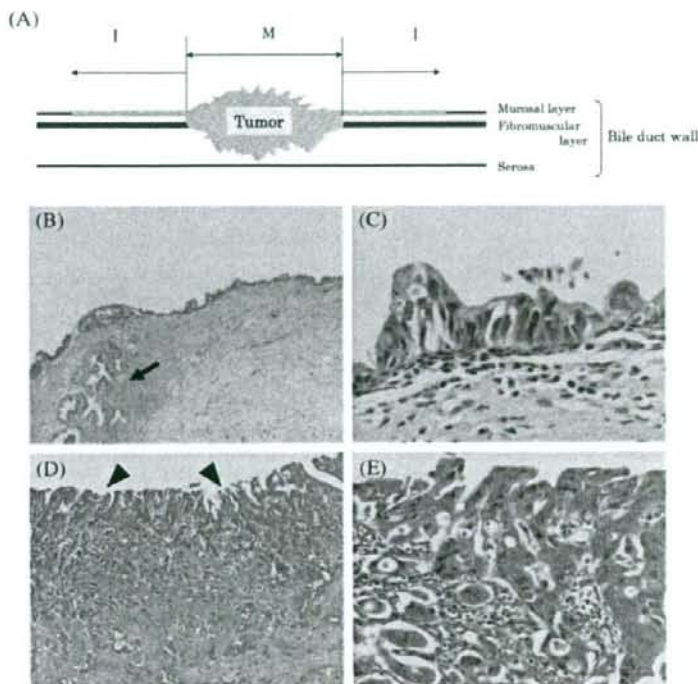 (A)
I M I
Tumor
Mucosal layer
Fibromuscular
layer
Serosa
Bile duct wall
(B)
(C)
(D)
(E)